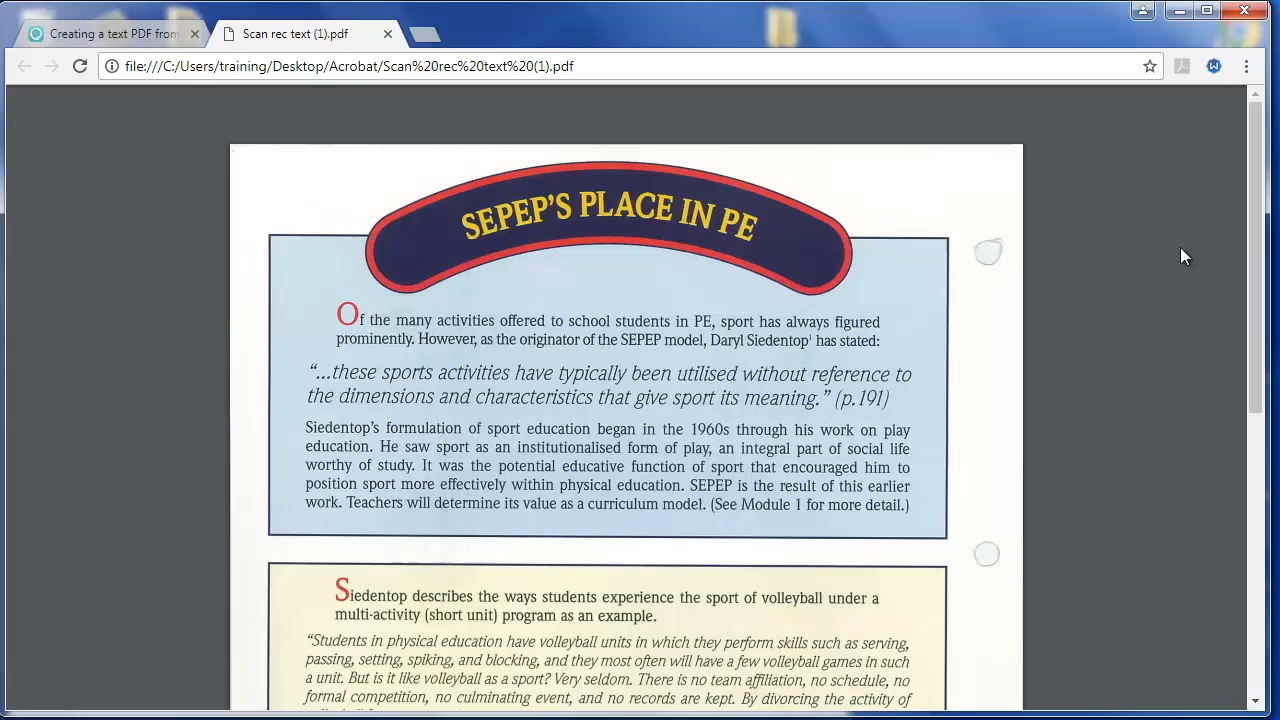 Creating a text PDF from
Scan rec text (1).pdf
file:///C:/Users/training/Desktop/Acrobat/Scan%20rec%20text%20(1).pdf
SEPEP'S PLACE IN PE
Of the many activities offered to school students in PE, sport has always figured
prominently. However, as the originator of the SEPEP model, Daryl Siedentop¹ has stated:
“...these sports activities have typically been utilised without reference to
the dimensions and characteristics that give sport its meaning.” (p.191)
Siedentop's formulation of sport education began in the 1960s through his work on play
education. He saw sport as an institutionalised form of play, an integral part of social life
worthy of study. It was the potential educative function of sport that encouraged him to
position sport more effectively within physical education. SEPEP is the result of this earlier
work. Teachers will determine its value as a curriculum model. (See Module 1 for more detail.)
Siedentop describes the ways students experience the sport of volleyball under a
multi-activity (short unit) program as an example.
“Students in physical education have volleyball units in which they perform skills such as serving,
passing, setting, spiking, and blocking, and they most often will have a few volleyball games in such
a unit. But is it like volleyball as a sport? Very seldom. There is no team affiliation, no schedule, no
formal competition, no culminating event, and no records are kept. By divorcing the activity of